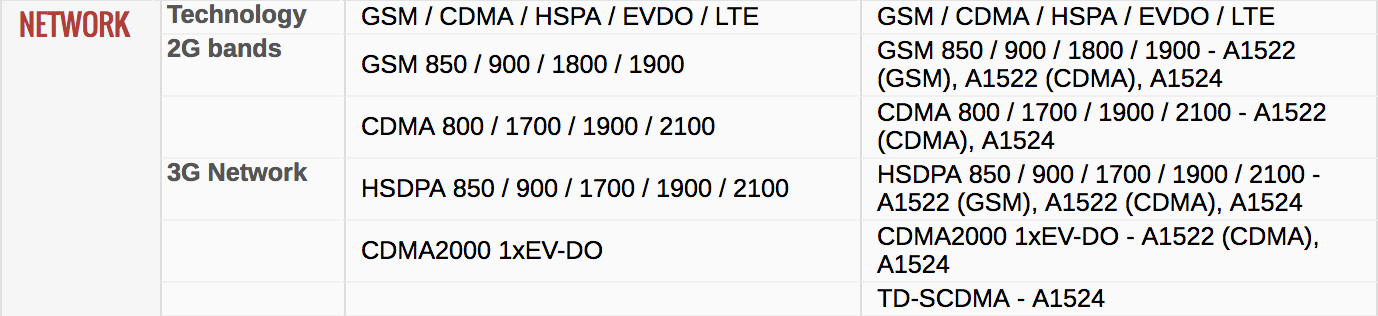 NETWORK
Technology
GSM / CDMA / HSPA / EVDO / LTE
GSM / CDMA / HSPA / EVDO / LTE
2G bands
GSM 850 / 900 / 1800 / 1900
GSM 850 / 900 / 1800 / 1900 - A1522
(GSM), A1522 (CDMA), A1524
CDMA 800 / 1700 / 1900 / 2100
CDMA 800 / 1700 / 1900 / 2100 - A1522
(CDMA), A1524
3G Network
HSDPA 850 / 900 / 1700 / 1900 / 2100
HSDPA 850 / 900 / 1700 / 1900 / 2100 -
A1522 (GSM), A1522 (CDMA), A1524
CDMA2000 1xEV-DO
CDMA2000 1xEV-DO - A1522 (CDMA),
A1524
TD-SCDMA - A1524